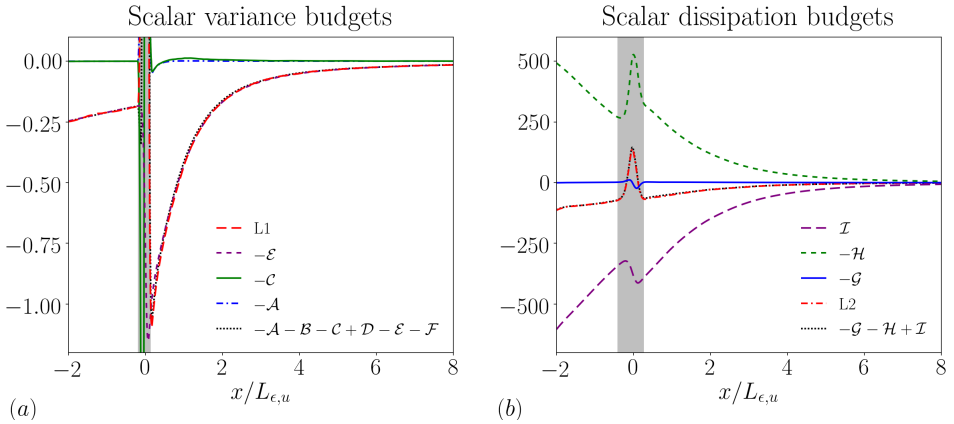 Scalar variance budgets
0.00
−0.25
−0.50
−0.75
−1.00
L1
−ℰ
−𝒞
−𝒜
−𝒜 − ℬ − 𝒞 + 𝒟 − ℰ − ℱ
−2 0 2 4 6 8
x/L_{ϵ,u}
(a)
Scalar dissipation budgets
500
250
0
−250
−500
ℐ
−ℋ
−𝒢
L2
−𝒢 − ℋ + ℐ
−2 0 2 4 6 8
x/L_{ϵ,u}
(b)